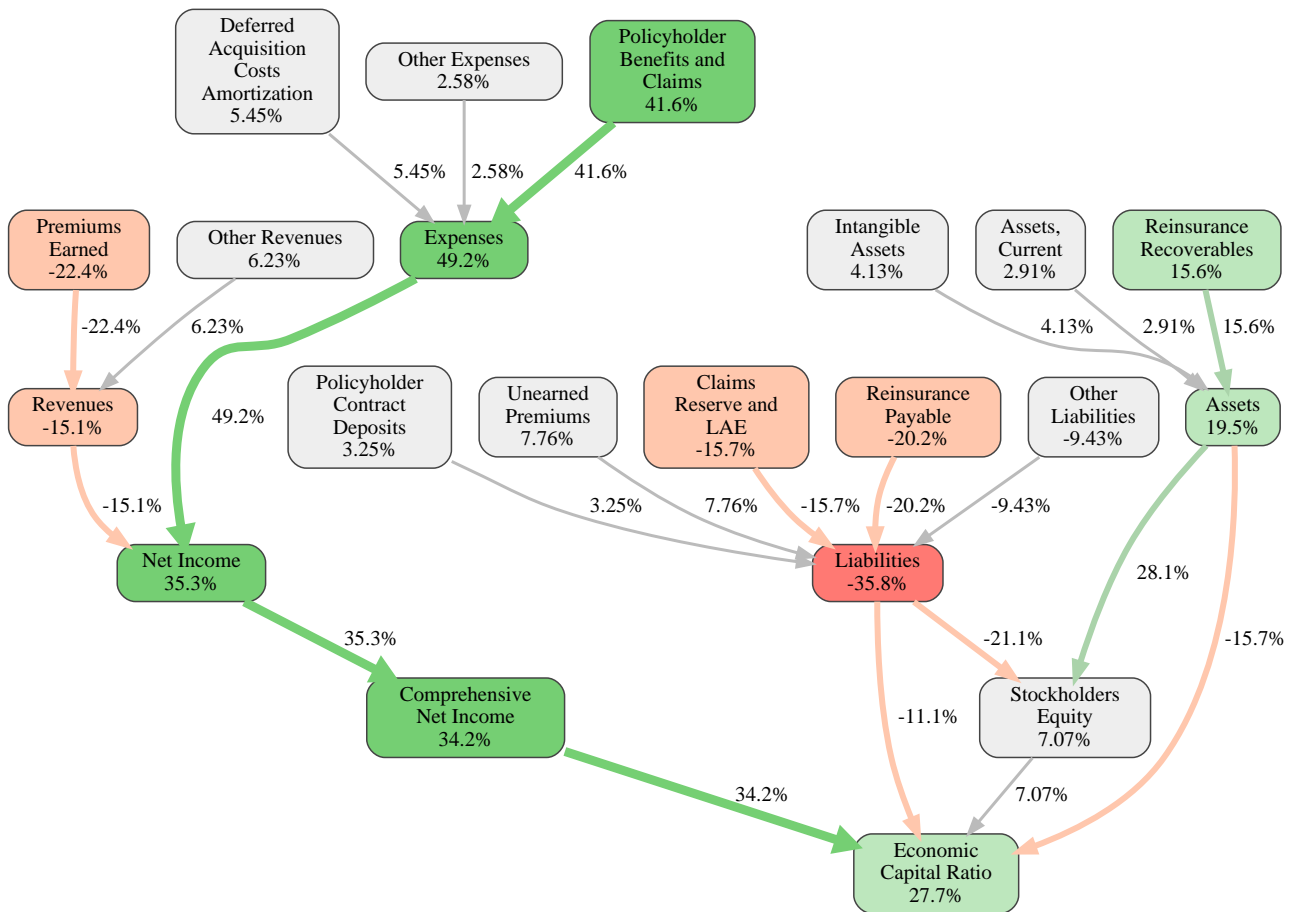 Deferred
Acquisition
Costs
Amortization
5.45%
Other Expenses
2.58%
Policyholder
Benefits and
Claims
41.6%
5.45%
2.58%
41.6%
Premiums
Earned
-22.4%
Other Revenues
6.23%
Expenses
49.2%
Intangible
Assets
4.13%
Assets,
Current
2.91%
Reinsurance
Recoverables
15.6%
-22.4%
6.23%
4.13%
2.91%
15.6%
Revenues
-15.1%
49.2%
Policyholder
Contract
Deposits
3.25%
Unearned
Premiums
7.76%
Claims
Reserve and
LAE
-15.7%
Reinsurance
Payable
-20.2%
Other
Liabilities
-9.43%
Assets
19.5%
-15.1%
3.25%
7.76%
-15.7%
-20.2%
-9.43%
Net Income
35.3%
Liabilities
-35.8%
28.1%
35.3%
-21.1%
-15.7%
Comprehensive
Net Income
34.2%
-11.1%
Stockholders
Equity
7.07%
34.2%
7.07%
Economic
Capital Ratio
27.7%